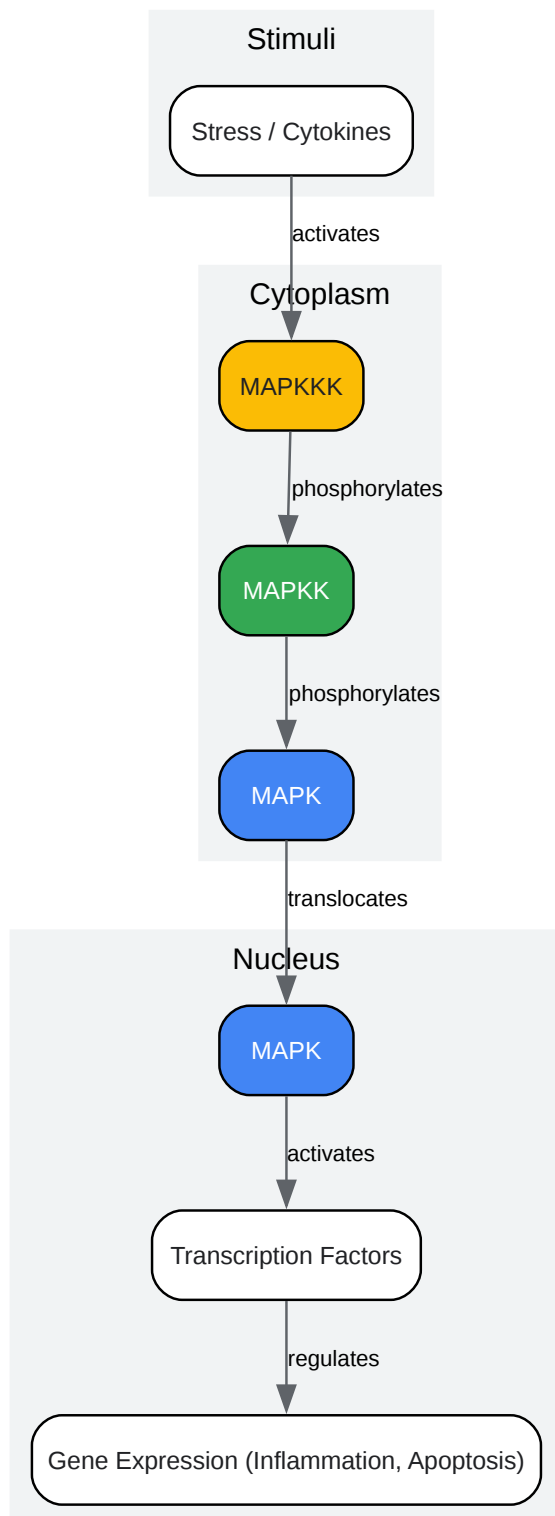 Stimuli
Stress / Cytokines
activates
Cytoplasm
MAPKKK
phosphorylates
MAPKK
phosphorylates
MAPK
translocates
Nucleus
MAPK
activates
Transcription Factors
regulates
Gene Expression (Inflammation, Apoptosis)